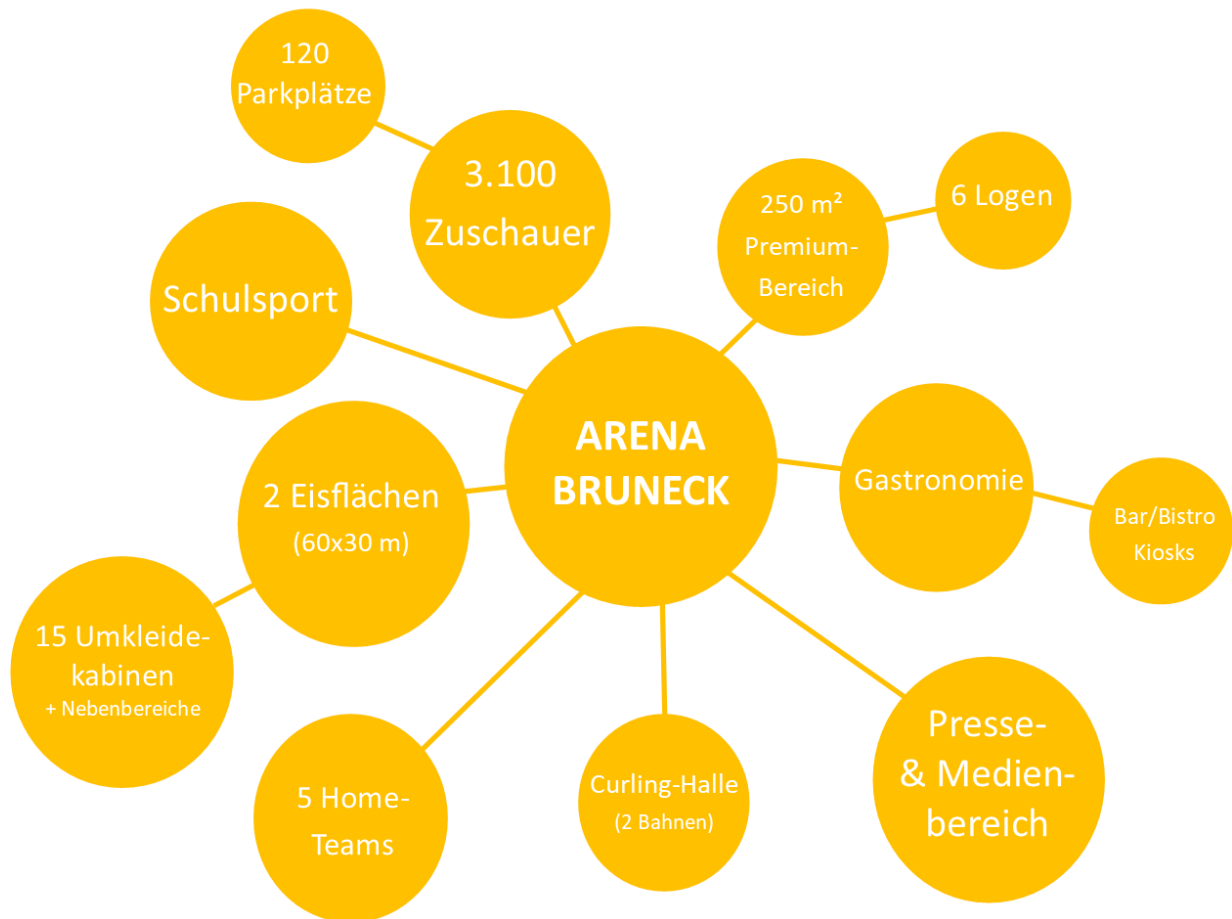 120
Parkplätze
3.100
Zuschauer
250 m²
Premium-
Bereich
6 Logen
Schulsport
ARENA
BRUNECK
2 Eisflächen
(60x30 m)
Gastronomie
Bar/Bistro
Kiosks
15 Umkleide-
kabinen
+ Nebenbereiche
5 Home-
Teams
Curling-Halle
(2 Bahnen)
Presse-
& Medien-
bereich